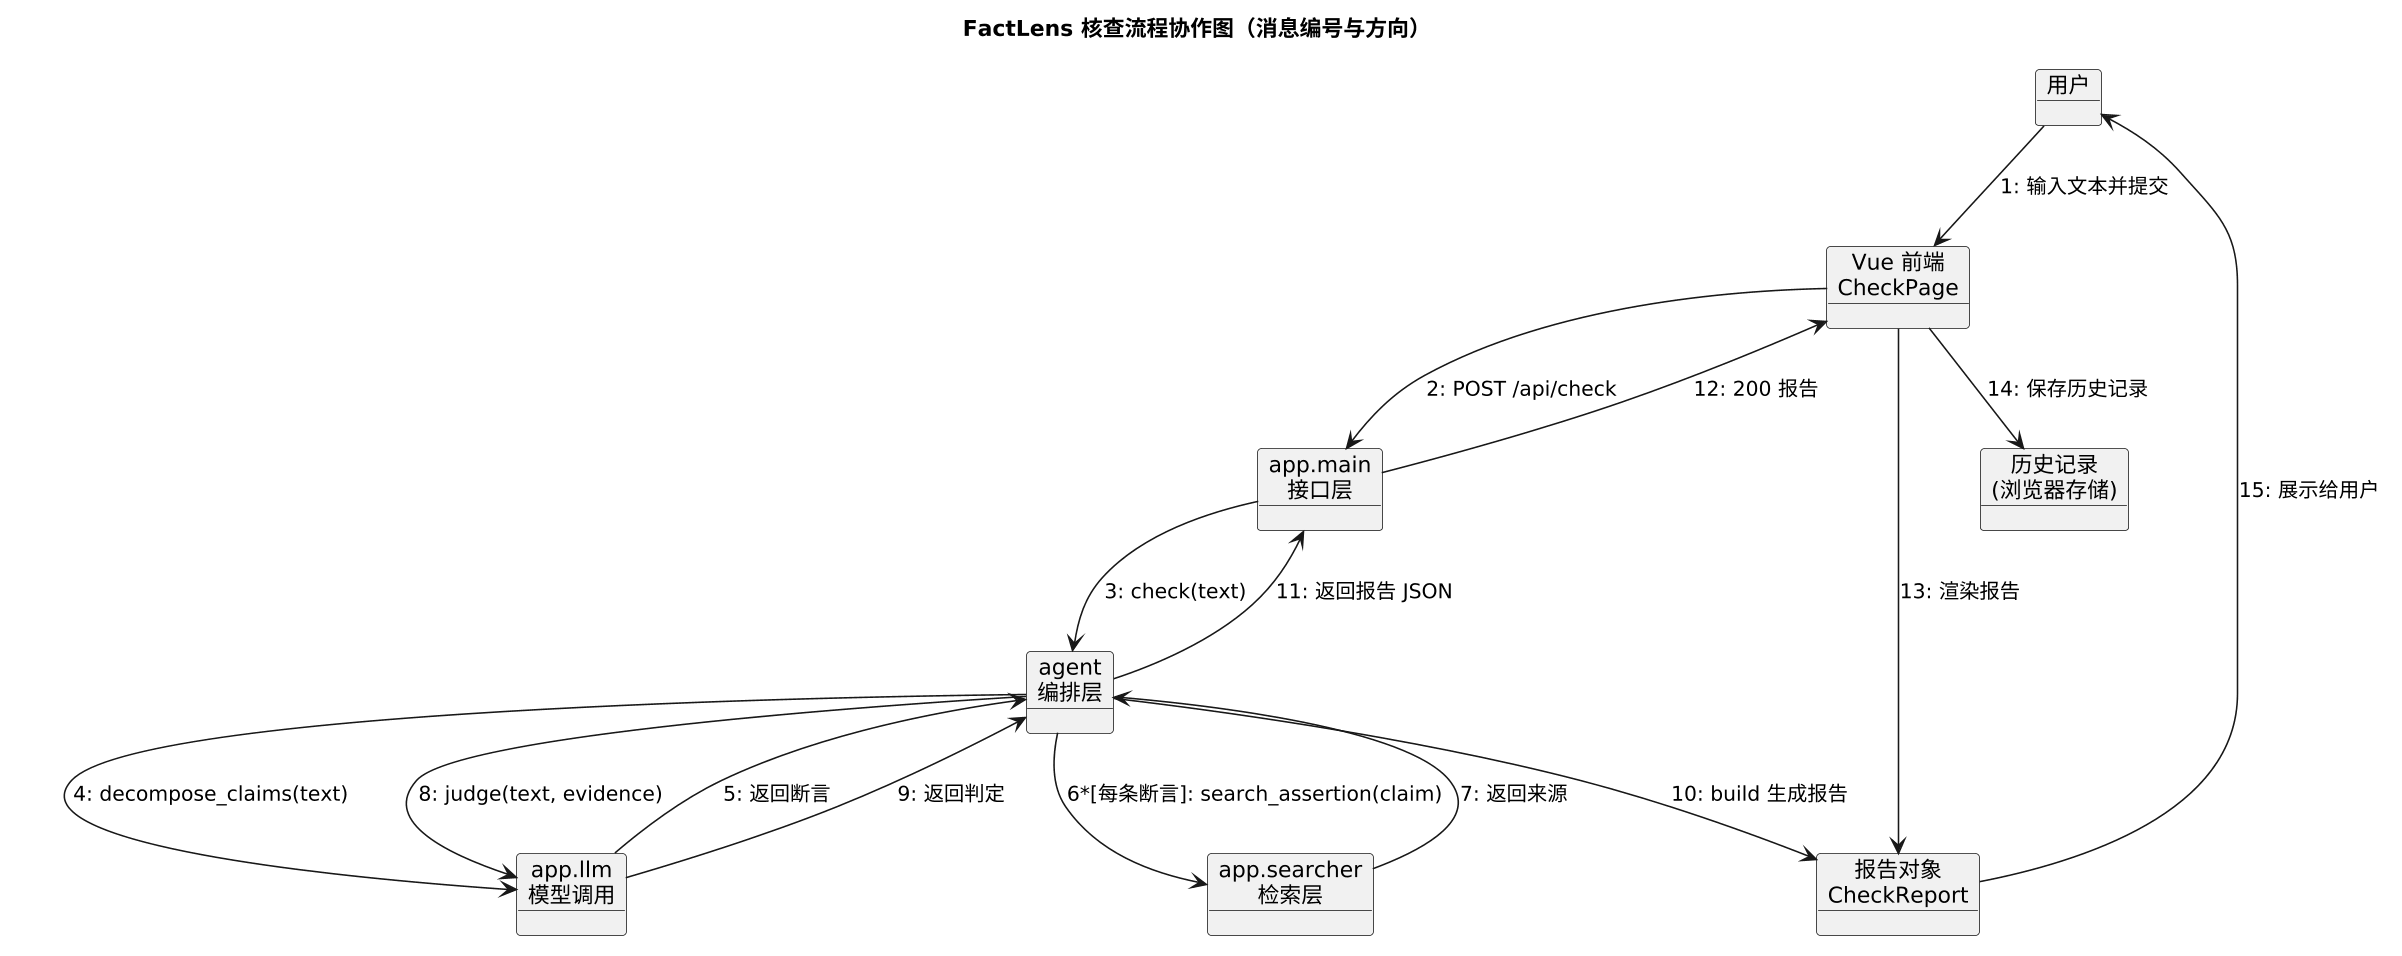 FactLens 核查流程协作图（消息编号与方向）
用户
1: 输入文本并提交
Vue 前端
CheckPage
2: POST /api/check
12: 200 报告
14: 保存历史记录
app.main
接口层
历史记录
(浏览器存储)
15: 展示给用户
3: check(text)
11: 返回报告 JSON
13: 渲染报告
agent
编排层
4: decompose_claims(text)
8: judge(text, evidence)
5: 返回断言
9: 返回判定
6*[每条断言]: search_assertion(claim)
7: 返回来源
10: build 生成报告
app.llm
模型调用
app.searcher
检索层
报告对象
CheckReport